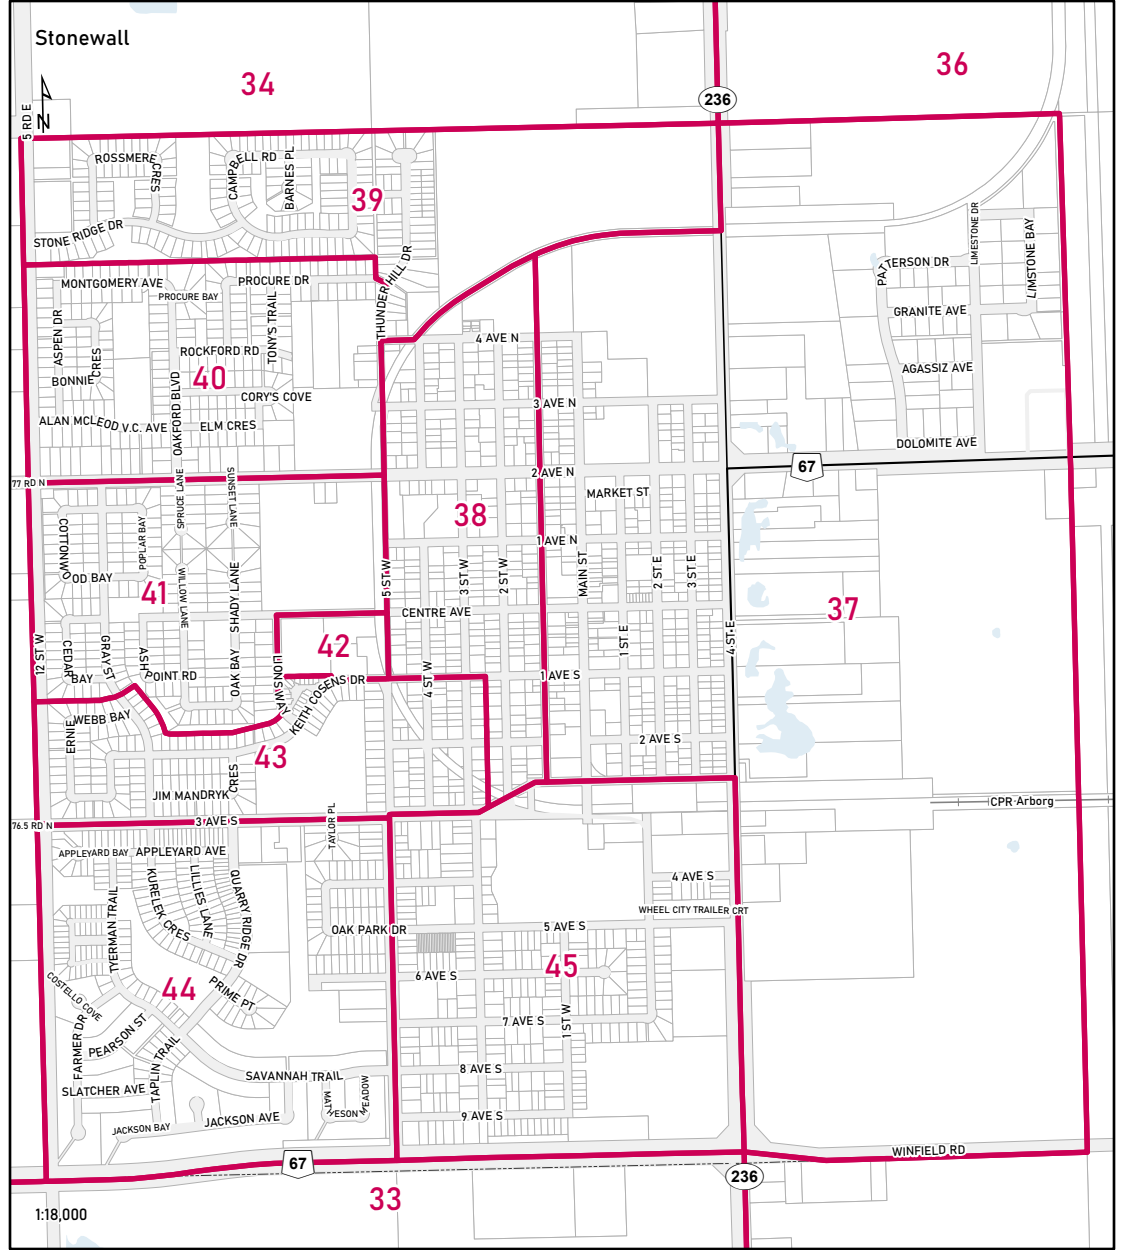 Stonewall
34
36
236
N
5 RD E
ROSSMERE CRES
CAMPBELL RD
BARNES PL
39
STONE RIDGE DR
THUNDER HILL DR
LIMESTONE DR
LIMSTONE BAY
PATTERSON DR
GRANITE AVE
AGASSIZ AVE
DOLOMITE AVE
MONTGOMERY AVE
PROCURE DR
PROCURE BAY
TONY'S TRAIL
ASPEN DR
BONNIE CRES
ROCKFORD RD
40
OAKFORD BLVD
CORY'S COVE
ALAN MCLEOD V.C. AVE
ELM CRES
4 AVE N
3 AVE N
2 AVE N
67
77 RD N
MARKET ST
SPRUCE LANE
SUNSET LANE
38
COTTONWOOD BAY
POPLAR BAY
1 AVE N
41
WILLOW LANE
SHADY LANE
5 ST W
3 ST W
2 ST W
MAIN ST
2 ST E
3 ST E
37
CENTRE AVE
12 ST W
CEDAR BAY
GRAY ST
ASH POINT RD
OAK BAY
42
LIONS WAY
KEITH COSENS DR
4 ST W
1 AVE S
1 ST E
4 ST E
WEBB BAY
ERNIE
43
2 AVE S
JIM MANDRYK CRES
CPR Arborg
76.5 RD N
3 AVE S
TAYLOR PL
APPLEYARD BAY
APPLEYARD AVE
KURELEK CRES
LILLIES LANE
QUARRY RIDGE DR
TYERMAN TRAIL
4 AVE S
WHEEL CITY TRAILER CRT
OAK PARK DR
5 AVE S
45
6 AVE S
44
PRIME PT
COSTELLO COVE
FARMER DR
PEARSON ST
TAPLIN TRAIL
7 AVE S
1 ST W
8 AVE S
SAVANNAH TRAIL
SLATCHER AVE
MATHESON MEADOW
JACKSON AVE
JACKSON BAY
9 AVE S
67
WINFIELD RD
236
33
1:18,000